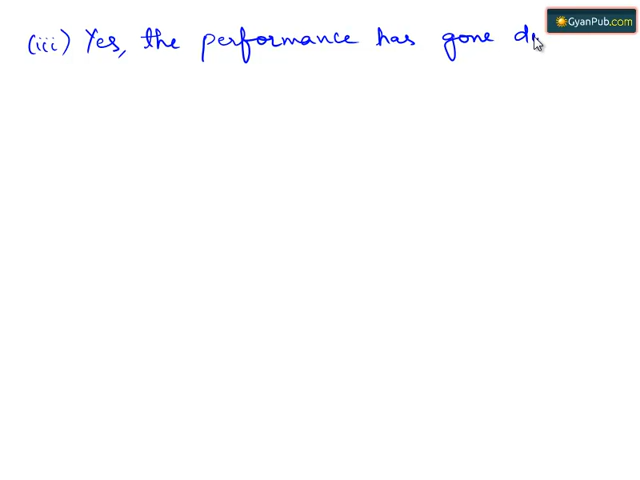 GyanPub.com
(iii) Yes, the performance has gone